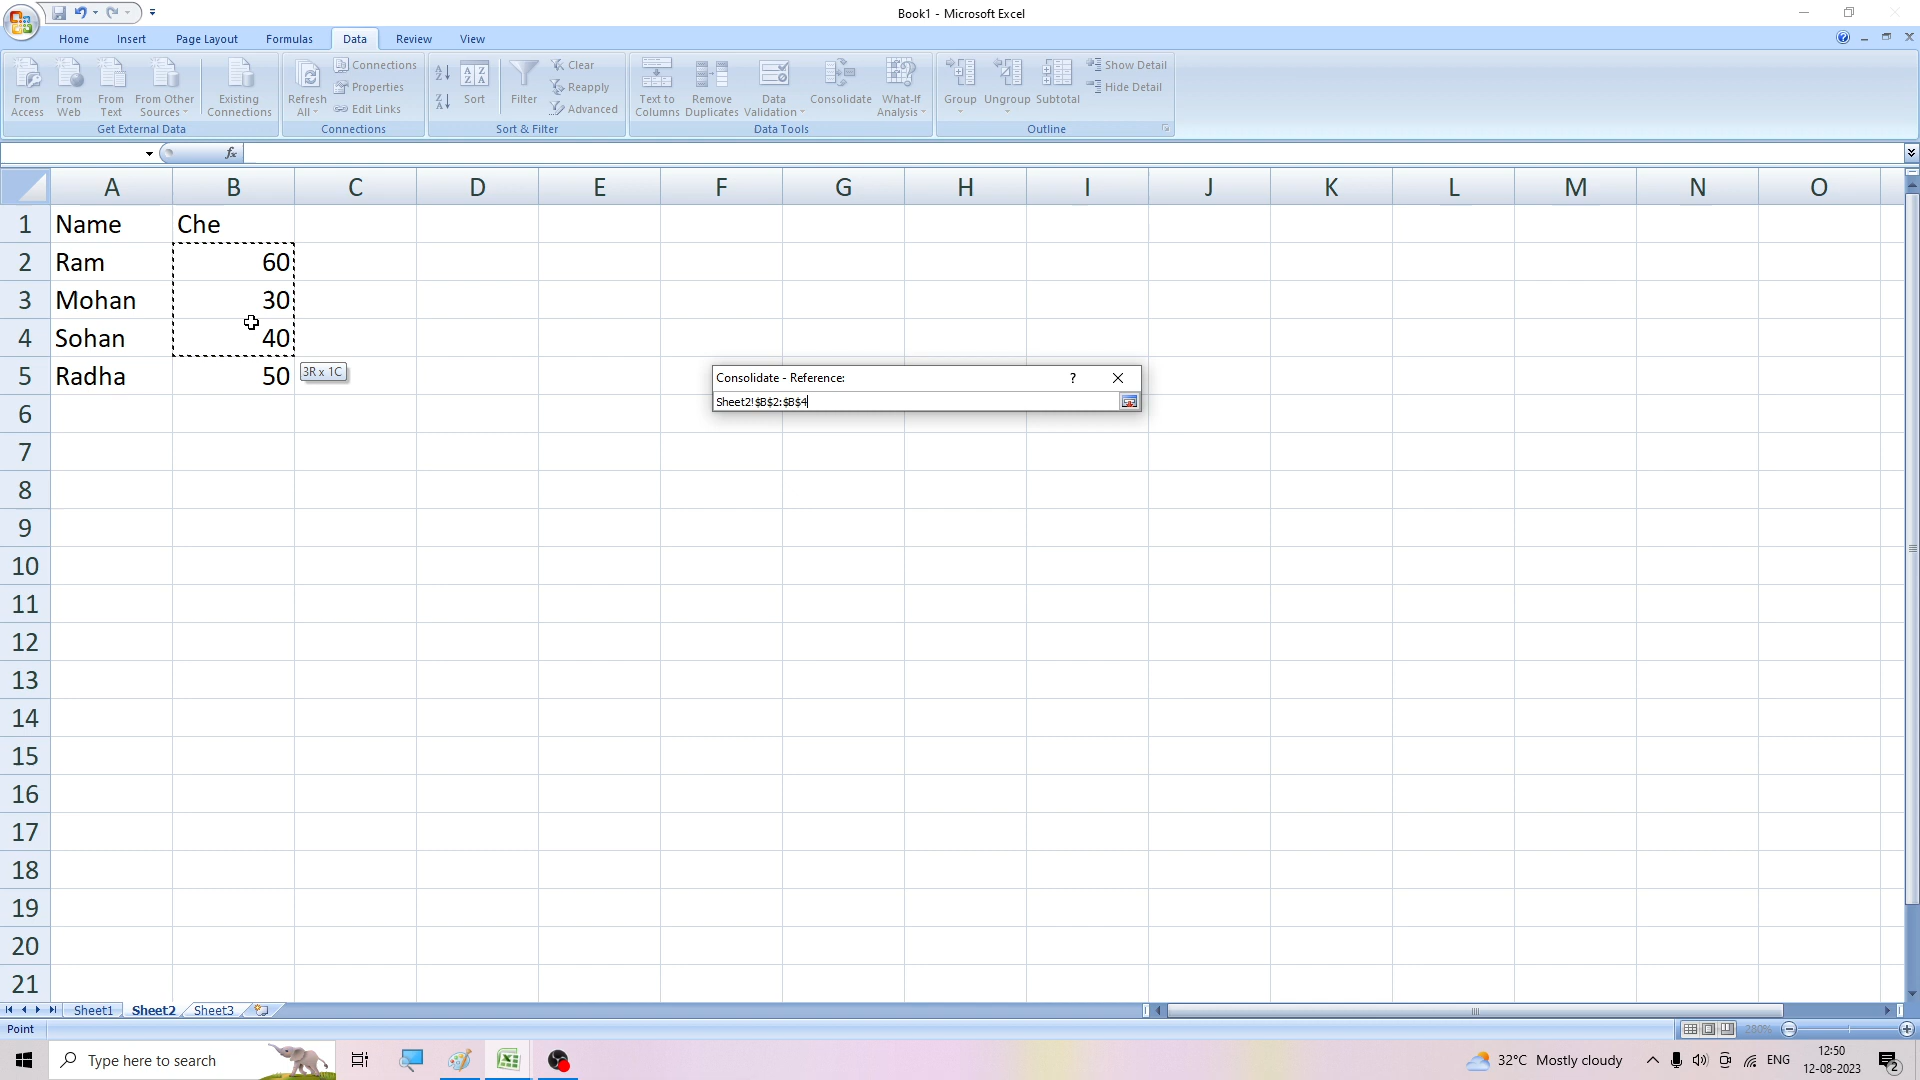 Book1 - Microsoft Excel
Home Insert Page Layout Formulas Data Review View
From Access
From Web
From Text
From Other Sources
Existing Connections
Get External Data
Refresh All
Connections
Properties
Edit Links
Connections
Sort
Filter
Clear
Reapply
Advanced
Sort & Filter
Text to Columns
Remove Duplicates
Data Validation
Consolidate
What-If Analysis
Data Tools
Group
Ungroup
Subtotal
Show Detail
Hide Detail
Outline
fx
A B C D E F G H I J K L M N O
1 Name Che
2 Ram 60
3 Mohan 30
4 Sohan 40
5 Radha 50
3R x 1C
Consolidate - Reference: ?
Sheet2!$B$2:$B$4
6
7
8
9
10
11
12
13
14
15
16
17
18
19
20
21
Sheet1 Sheet2 Sheet3
Point 280%
Type here to search
32°C Mostly cloudy
ENG
12:50
12-08-2023
2